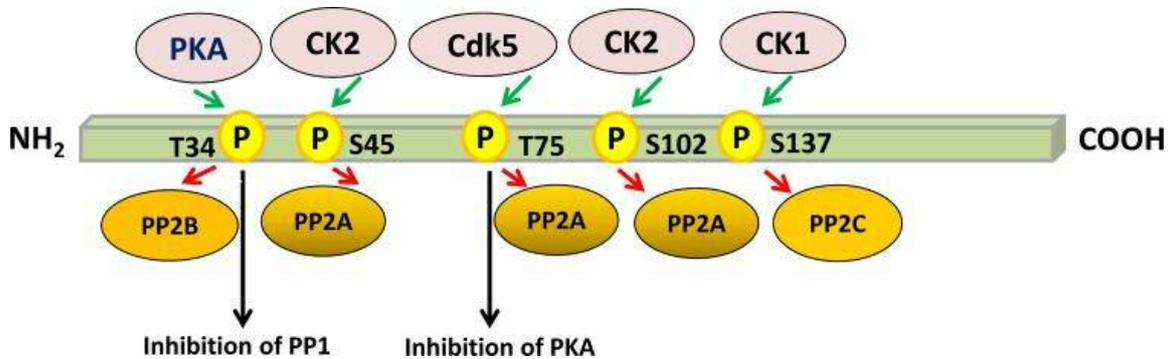 PKA CK2 Cdk5 CK2 CK1
NH2 T34 P P S45 P T75 P S102 P S137 COOH
PP2B PP2A PP2A PP2A PP2C
Inhibition of PP1 Inhibition of PKA